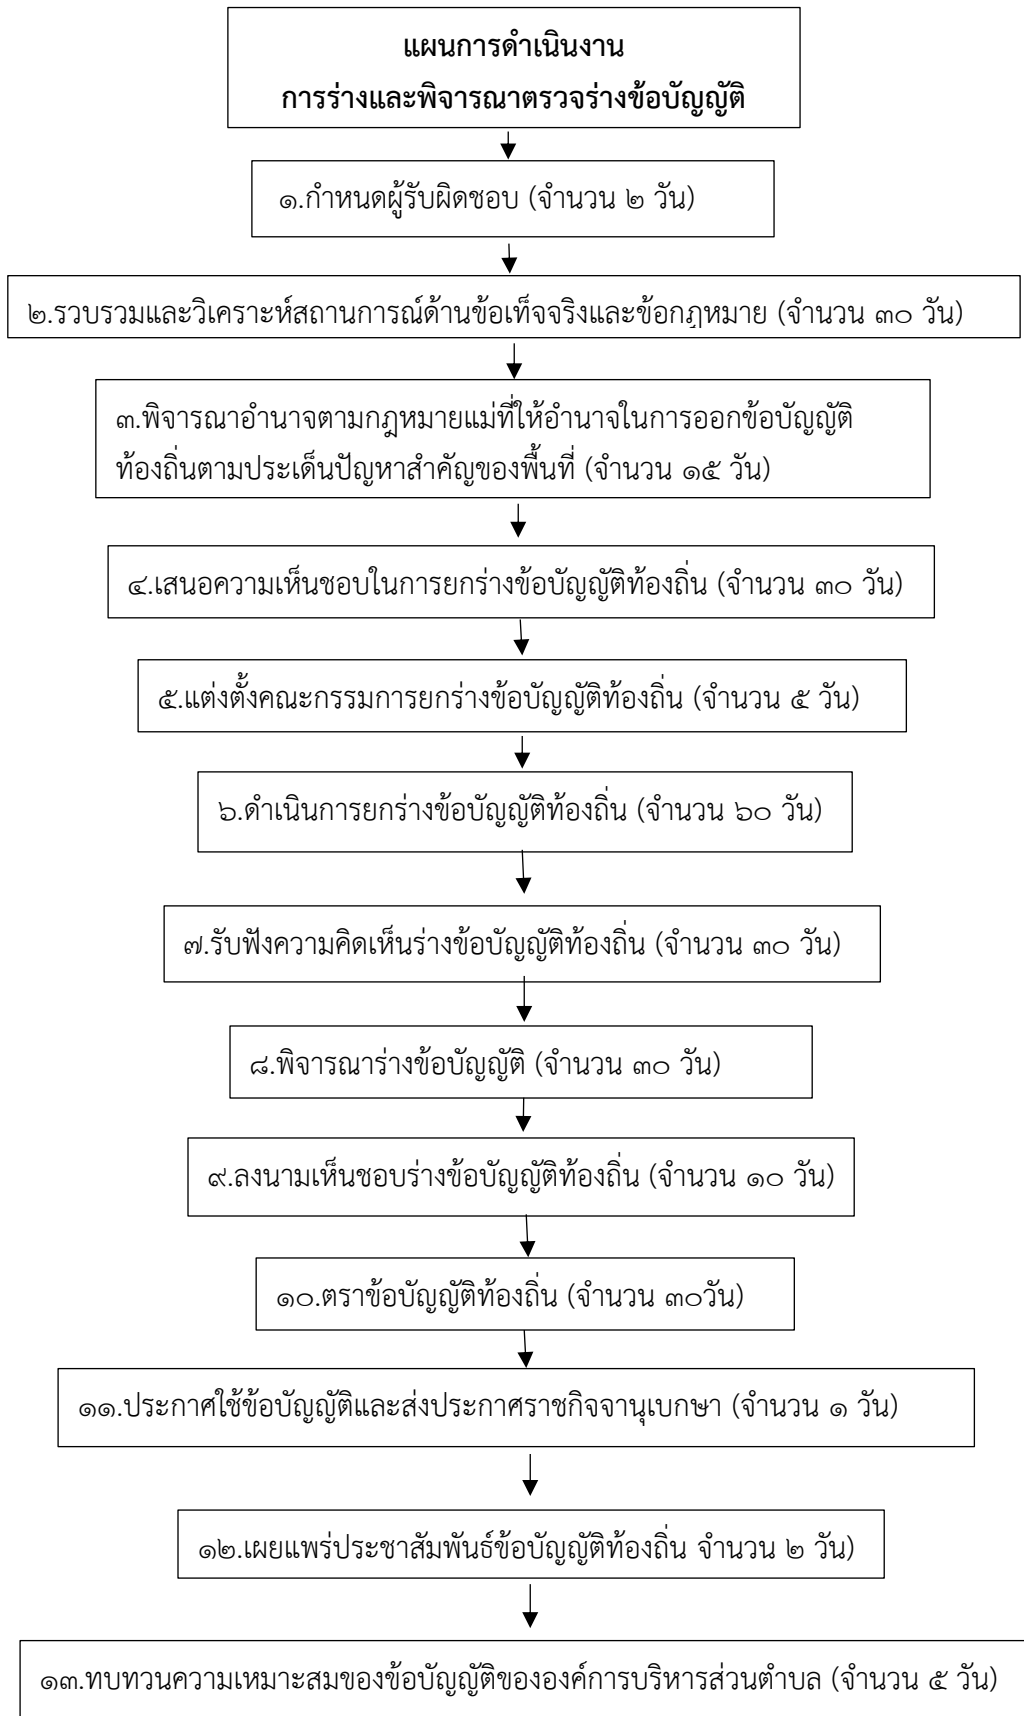 แผนการดำเนินงาน
การร่างและพิจารณาตรวจร่างข้อบัญญัติ
๑.กำหนดผู้รับผิดชอบ (จำนวน ๒ วัน)
๒.รวบรวมและวิเคราะห์สถานการณ์ด้านข้อเท็จจริงและข้อกฎหมาย (จำนวน ๓๐ วัน)
๓.พิจารณาอำนาจตามกฎหมายแม่ที่ให้อำนาจในการออกข้อบัญญัติ
ท้องถิ่นตามประเด็นปัญหาสำคัญของพื้นที่ (จำนวน ๑๕ วัน)
๔.เสนอความเห็นชอบในการยกร่างข้อบัญญัติท้องถิ่น (จำนวน ๓๐ วัน)
๕.แต่งตั้งคณะกรรมการยกร่างข้อบัญญัติท้องถิ่น (จำนวน ๕ วัน)
๖.ดำเนินการยกร่างข้อบัญญัติท้องถิ่น (จำนวน ๖๐ วัน)
๗.รับฟังความคิดเห็นร่างข้อบัญญัติท้องถิ่น (จำนวน ๓๐ วัน)
๘.พิจารณาร่างข้อบัญญัติ (จำนวน ๓๐ วัน)
๙.ลงนามเห็นชอบร่างข้อบัญญัติท้องถิ่น (จำนวน ๑๐ วัน)
๑๐.ตราข้อบัญญัติท้องถิ่น (จำนวน ๓๐วัน)
๑๑.ประกาศใช้ข้อบัญญัติและส่งประกาศราชกิจจานุเบกษา (จำนวน ๑ วัน)
๑๒.เผยแพร่ประชาสัมพันธ์ข้อบัญญัติท้องถิ่น จำนวน ๒ วัน)
๑๓.ทบทวนความเหมาะสมของข้อบัญญัติขององค์การบริหารส่วนตำบล (จำนวน ๕ วัน)